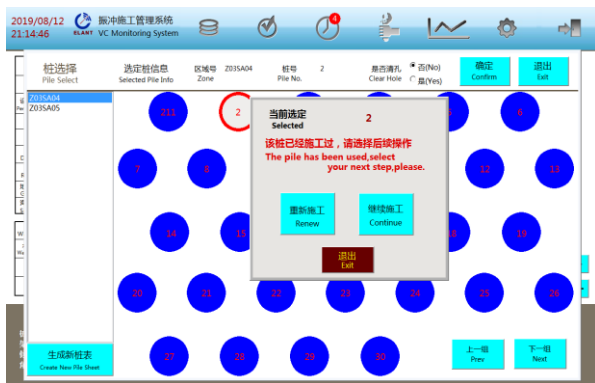 2019/08/12
21:14:46
ELANT
振冲施工管理系统
VC Monitoring System
4
桩选择
Pile Select
选定桩信息
Selected Pile Info
区域号
Zone
Z03SA04
桩号
Pile No.
2
是否清孔
Clear Hole
否(No)
是(Yes)
确定
Confirm
退出
Exit
Z03SA04
Z03SA05
211
2
6
当前选定
Selected
2
该桩已经施工过，请选择后续操作
The pile has been used,select
your next step,please.
重新施工
Renew
继续施工
Continue
退出
Exit
7
8
12
13
14
15
18
19
20
21
22
23
24
25
26
27
28
29
30
生成新桩表
Create New Pile Sheet
上一组
Prev
下一组
Next